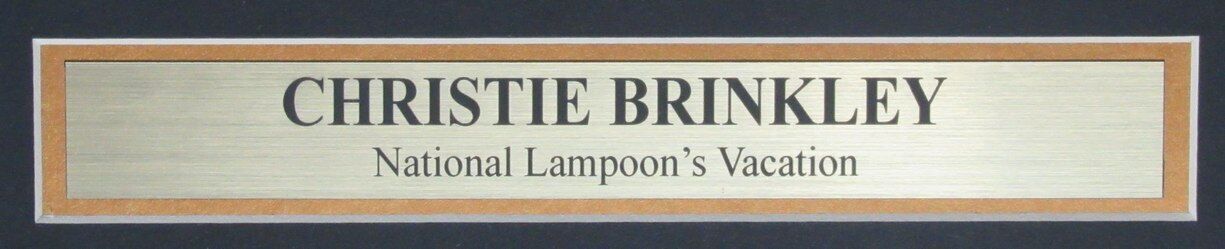 CHRISTIE BRINKLEY
National Lampoon's Vacation